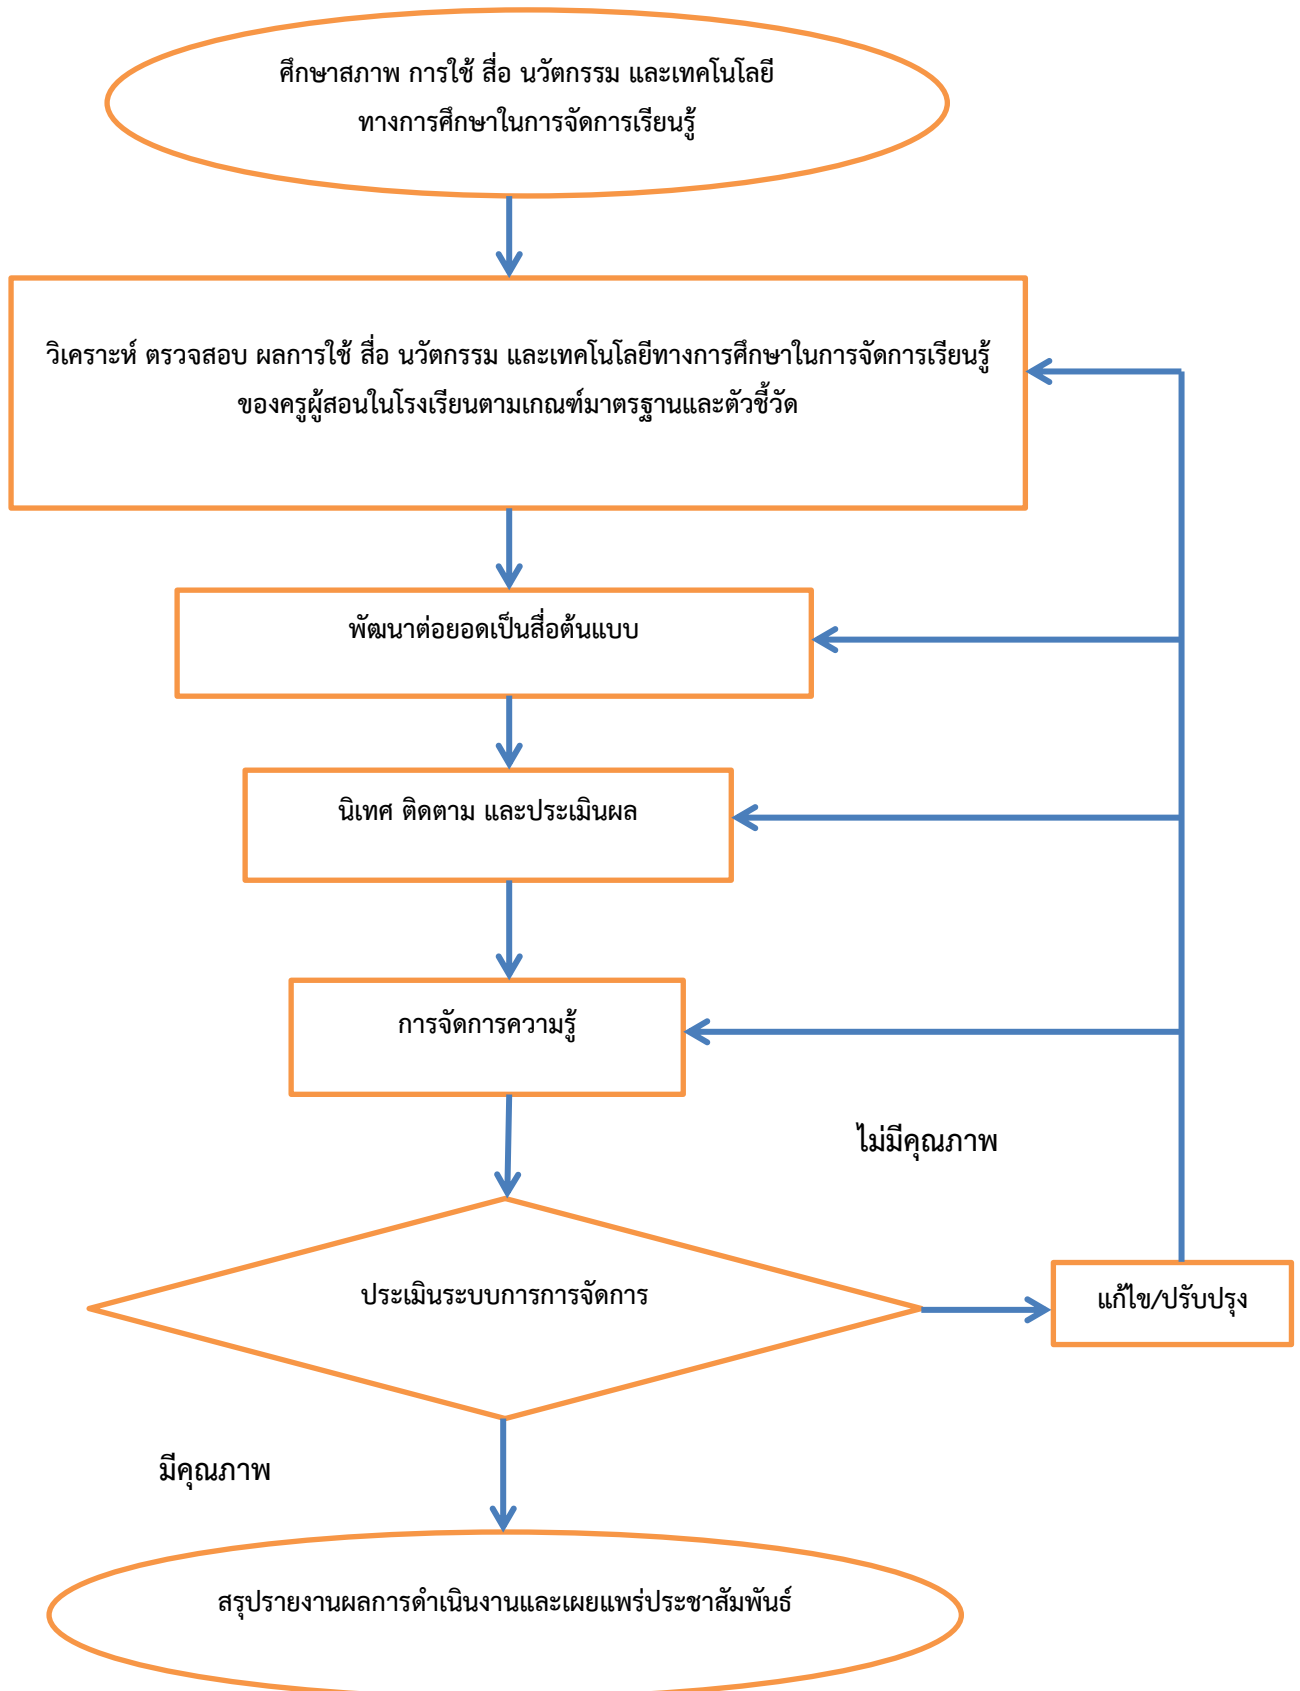 ศึกษาสภาพ การใช้ สื่อ นวัตกรรม และเทคโนโลยี
ทางการศึกษาในการจัดการเรียนรู้
วิเคราะห์ ตรวจสอบ ผลการใช้ สื่อ นวัตกรรม และเทคโนโลยีทางการศึกษาในการจัดการเรียนรู้
ของครูผู้สอนในโรงเรียนตามเกณฑ์มาตรฐานและตัวชี้วัด
พัฒนาต่อยอดเป็นสื่อต้นแบบ
นิเทศ ติดตาม และประเมินผล
การจัดการความรู้
ไม่มีคุณภาพ
ประเมินระบบการการจัดการ
แก้ไข/ปรับปรุง
มีคุณภาพ
สรุปรายงานผลการดำเนินงานและเผยแพร่ประชาสัมพันธ์